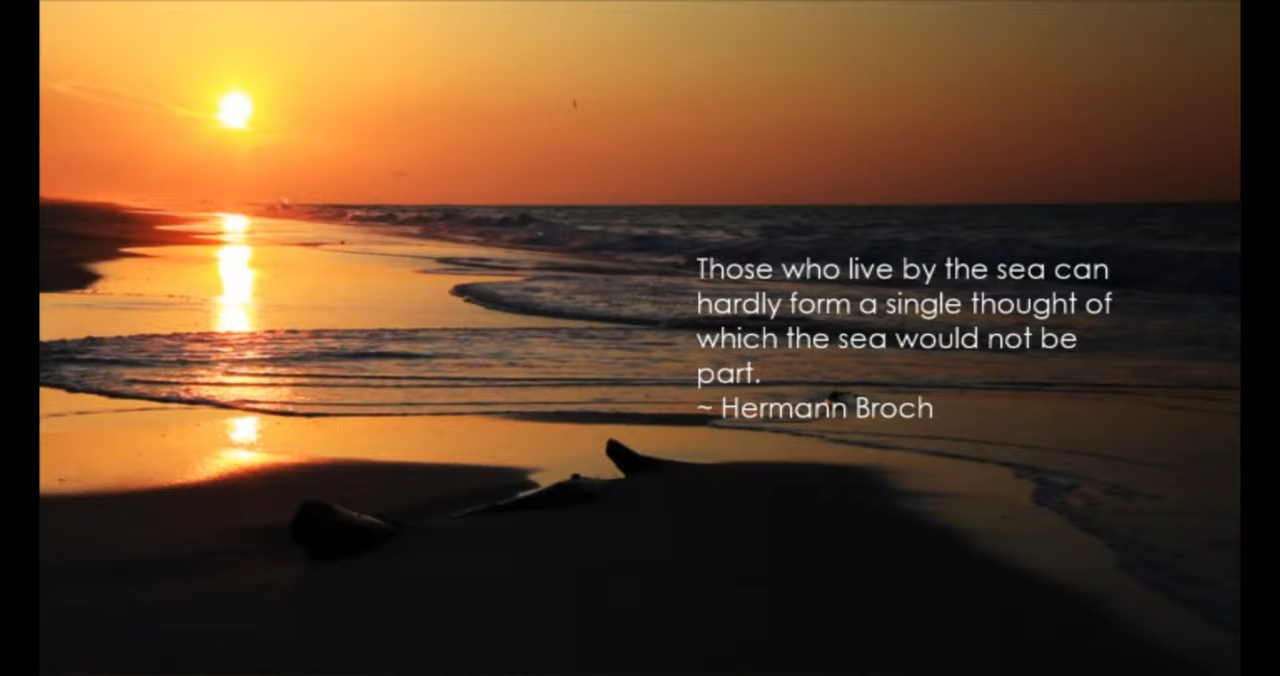 Those who live by the sea can
hardly form a single thought of
which the sea would not be
part.
~ Hermann Broch